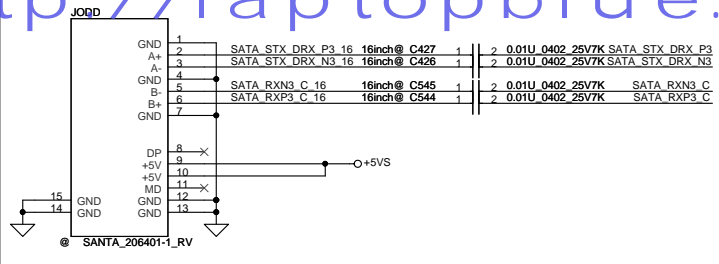 tp://laptopblue.
JODD
GND 1
A+ 2 SATA_STX_DRX_P3_16 16inch@ C427 1 2 0.01U_0402_25V7K SATA_STX_DRX_P3
A- 3 SATA_STX_DRX_N3_16 16inch@ C426 1 2 0.01U_0402_25V7K SATA_STX_DRX_N3
GND 4
B- 5 SATA_RXN3_C_16 16inch@ C545 1 2 0.01U_0402_25V7K SATA_RXN3_C
B+ 6 SATA_RXP3_C_16 16inch@ C544 1 2 0.01U_0402_25V7K SATA_RXP3_C
GND 7
DP 8
+5V 9 +5VS
+5V 10
MD 11
15 GND GND 12
14 GND GND 13
@ SANTA_206401-1_RV